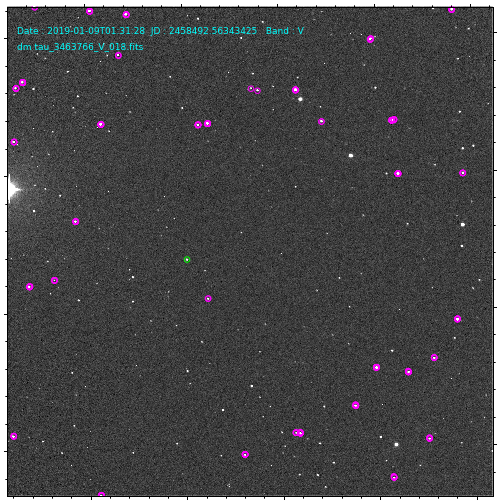 Date : 2019-01-09T01:31:28 JD : 2458492.56343425 Band : V
dm tau_3463766_V_018.fits